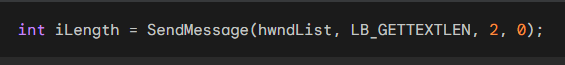 int iLength = SendMessage(hwndList, LB_GETTEXTLEN, 2, 0);